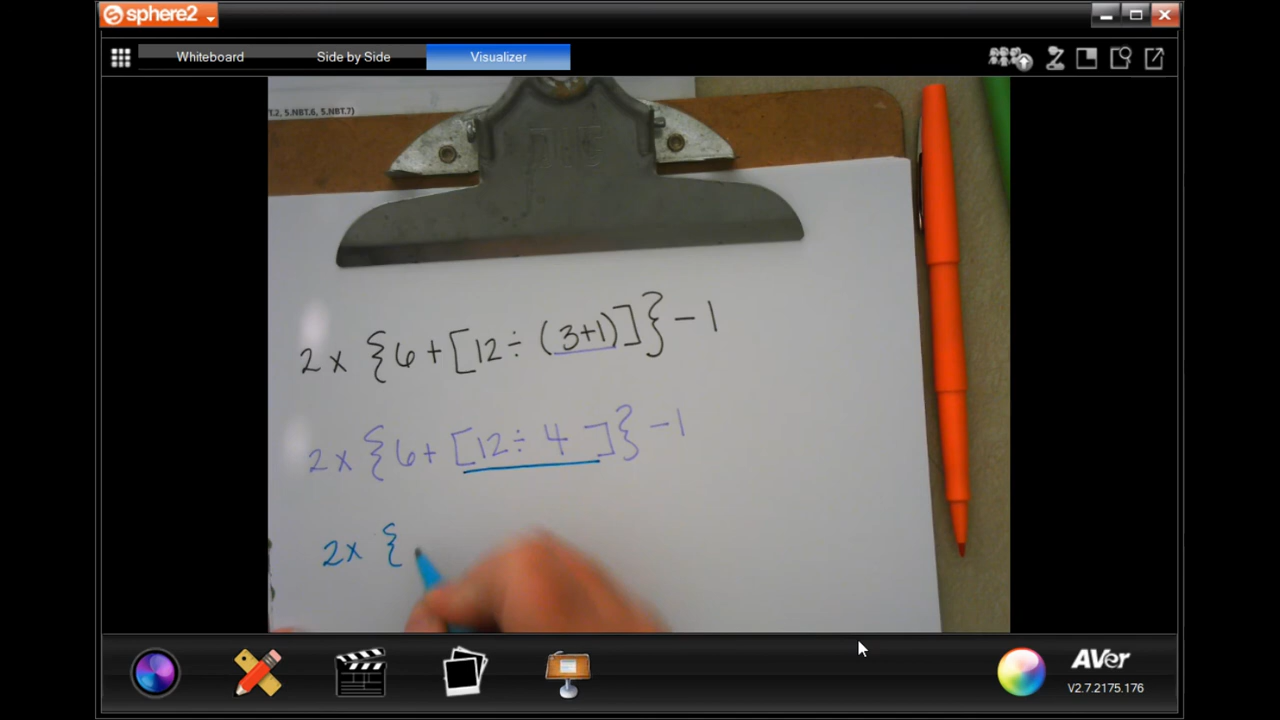 sphere2
Whiteboard Side by Side Visualizer
T.2, 5.NBT.6, 5.NBT.7)
2 x {6 + [12 ÷ (3+1)]} - 1
2 x {6 + [12 ÷ 4 ]} - 1
2x {
AVer
V2.7.2175.176